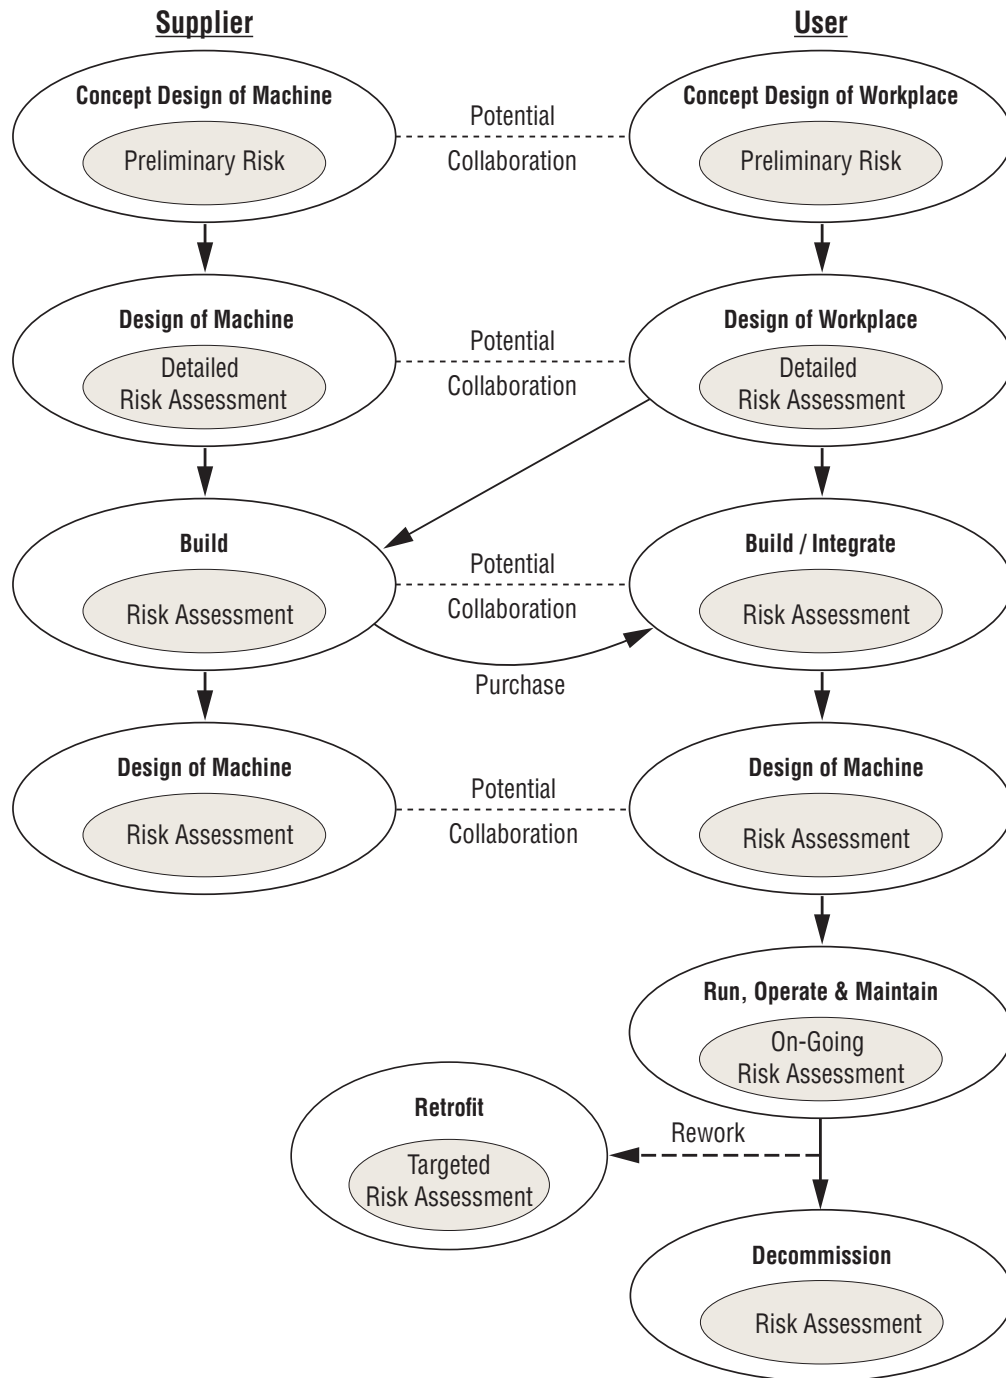 Supplier
User
Concept Design of Machine
Preliminary Risk
Potential
Collaboration
Concept Design of Workplace
Preliminary Risk
Design of Machine
Detailed
Risk Assessment
Potential
Collaboration
Design of Workplace
Detailed
Risk Assessment
Build
Risk Assessment
Potential
Collaboration
Purchase
Build / Integrate
Risk Assessment
Design of Machine
Risk Assessment
Potential
Collaboration
Design of Machine
Risk Assessment
Run, Operate & Maintain
On-Going
Risk Assessment
Rework
Retrofit
Targeted
Risk Assessment
Decommission
Risk Assessment